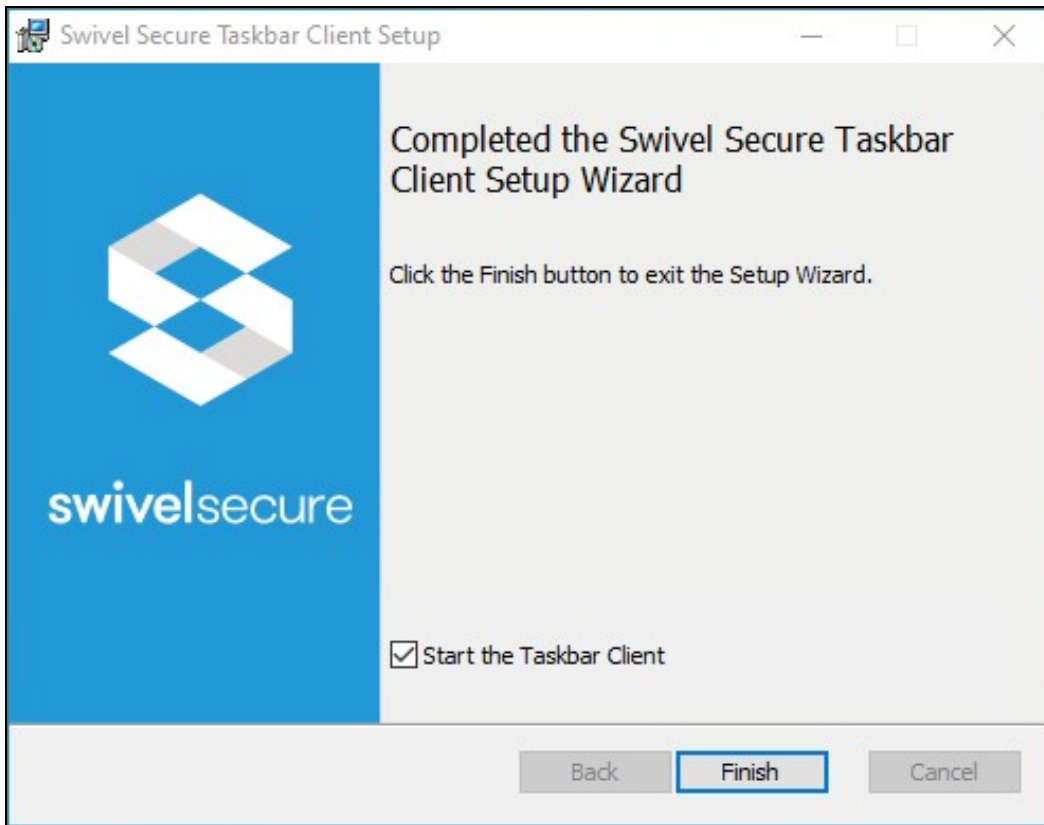 Swivel Secure Taskbar Client Setup
Completed the Swivel Secure Taskbar
Client Setup Wizard
Click the Finish button to exit the Setup Wizard.
swivelsecure
Start the Taskbar Client
Back
Finish
Cancel